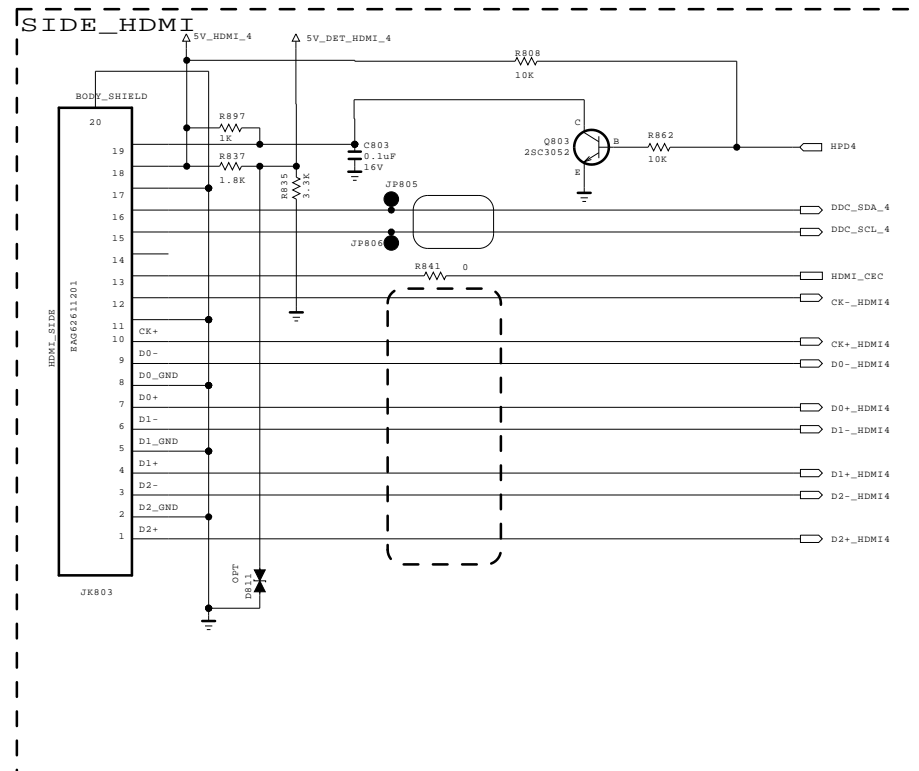 SIDE_HDMI
5V_HDMI_4
5V_DET_HDMI_4
R808
10K
BODY_SHIELD
20
R897
1K
C803
0.1uF
16V
Q803
2SC3052
C
B
E
R862
10K
HPD4
19
R837
1.8K
18
R835
3.3K
17
JP805
16
DDC_SDA_4
15
DDC_SCL_4
JP806
14
R841
0
13
HDMI_CEC
12
CK-_HDMI4
11
CK+
10
CK+_HDMI4
D0-
9
D0-_HDMI4
D0_GND
8
D0+
7
D0+_HDMI4
D1-
6
D1-_HDMI4
D1_GND
5
D1+
4
D1+_HDMI4
D2-
3
D2-_HDMI4
D2_GND
2
D2+
1
D2+_HDMI4
HDMI_SIDE
EAG62611201
OPT
D811
JK803